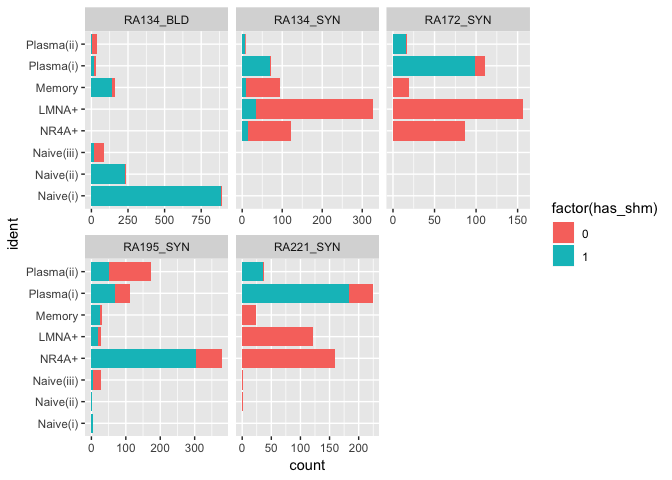 RA134_BLD
RA134_SYN
RA172_SYN
Plasma(ii)
Plasma(i)
Memory
LMNA+
NR4A+
Naive(iii)
Naive(ii)
Naive(i)
0 250 500 750
0 100 200 300
0 50 100 150
RA195_SYN
RA221_SYN
Plasma(ii)
Plasma(i)
Memory
LMNA+
NR4A+
Naive(iii)
Naive(ii)
Naive(i)
0 100 200 300
0 50 100 150 200
count
ident
factor(has_shm)
0
1